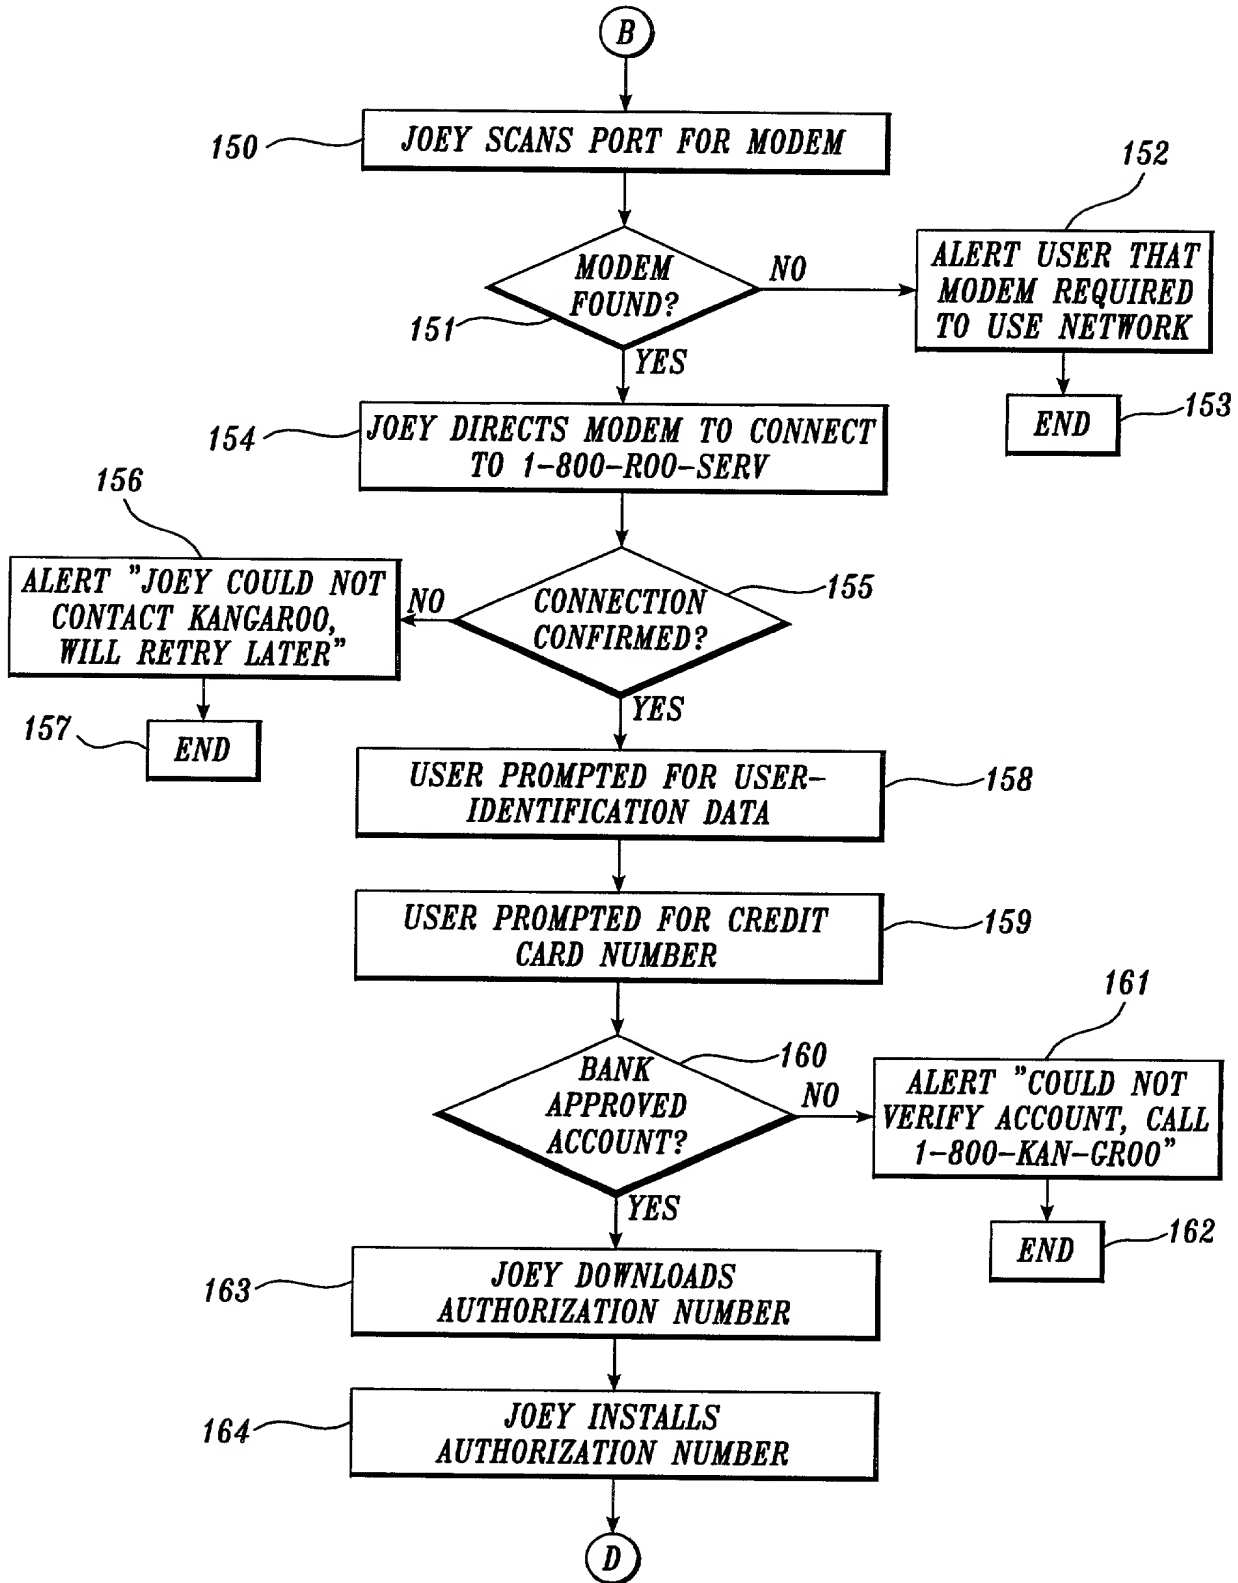 B
150
JOEY SCANS PORT FOR MODEM
152
MODEM
FOUND?
151
NO
ALERT USER THAT
MODEM REQUIRED
TO USE NETWORK
YES
END
153
154
JOEY DIRECTS MODEM TO CONNECT
TO 1-800-ROO-SERV
156
ALERT "JOEY COULD NOT
CONTACT KANGAROO,
WILL RETRY LATER"
NO
CONNECTION
CONFIRMED?
155
YES
157
END
USER PROMPTED FOR USER-
IDENTIFICATION DATA
158
USER PROMPTED FOR CREDIT
CARD NUMBER
159
161
BANK
APPROVED
ACCOUNT?
160
NO
ALERT "COULD NOT
VERIFY ACCOUNT, CALL
1-800-KAN-GROO"
YES
END
162
163
JOEY DOWNLOADS
AUTHORIZATION NUMBER
164
JOEY INSTALLS
AUTHORIZATION NUMBER
D